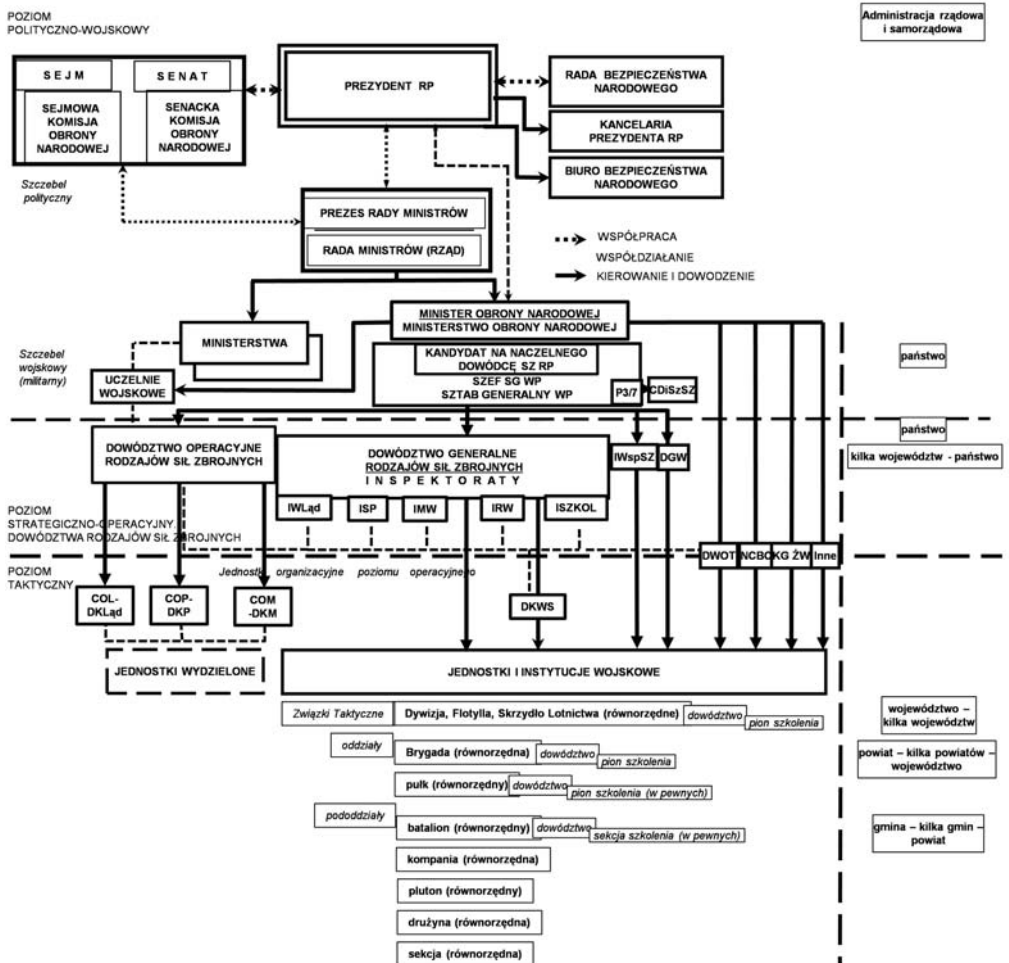 POZIOM
POLITYCZNO-WOJSKOWY
Administracja rządowa
i samorządowa
SEJM
SENAT
SEJMOWA
KOMISJA
OBRONY
NARODOWEJ
SENACKA
KOMISJA
OBRONY
NARODOWEJ
PREZYDENT RP
RADA BEZPIECZEŃSTWA
NARODOWEGO
KANCELARIA
PREZYDENTA RP
BIURO BEZPIECZEŃSTWA
NARODOWEGO
Szczebel
polityczny
PREZES RADY MINISTRÓW
RADA MINISTRÓW (RZĄD)
WSPÓŁPRACA
WSPÓŁDZIAŁANIE
KIEROWANIE I DOWODZENIE
MINISTER OBRONY NARODOWEJ
MINISTERSTWO OBRONY NARODOWEJ
MINISTERSTWA
Szczebel
wojskowy
(militarny)
UCZELNIE
WOJSKOWE
KANDYDAT NA NACZELNEGO
DOWÓDCĘ SZ RP
SZEF SG WP
SZTAB GENERALNY WP
P3/7
CDiSzSZ
państwo
państwo
kilka województw - państwo
DOWÓDZTWO OPERACYJNE
RODZAJÓW SIŁ ZBROJNYCH
DOWÓDZTWO GENERALNE
RODZAJÓW SIŁ ZBROJNYCH
INSPEKTORATY
IWspSZ
DGW
IWLąd
ISP
IMW
IRW
ISZKOL
POZIOM
STRATEGICZNO-OPERACYJNY.
DOWÓDZTWA RODZAJÓW SIŁ ZBROJNYCH
DWOT
NCBC
KG ŻW
Inne
POZIOM
TAKTYCZNY
Jednostki organizacyjne poziomu operacyjnego
COL-
DKLąd
COP-
DKP
COM
-DKM
DKWS
JEDNOSTKI WYDZIELONE
JEDNOSTKI I INSTYTUCJE WOJSKOWE
Związki Taktyczne
Dywizja, Flotylla, Skrzydło Lotnictwa (równorzędne)
dowództwo
pion szkolenia
województwo –
kilka województw
oddziały
Brygada (równorzędna)
dowództwo
pion szkolenia
powiat – kilka powiatów –
województwo
pułk (równorzędny)
dowództwo
pion szkolenia (w pewnych)
pododdziały
batalion (równorzędny)
dowództwo
sekcja szkolenia (w pewnych)
gmina – kilka gmin –
powiat
kompania (równorzędna)
pluton (równorzędny)
drużyna (równorzędna)
sekcja (równorzędna)